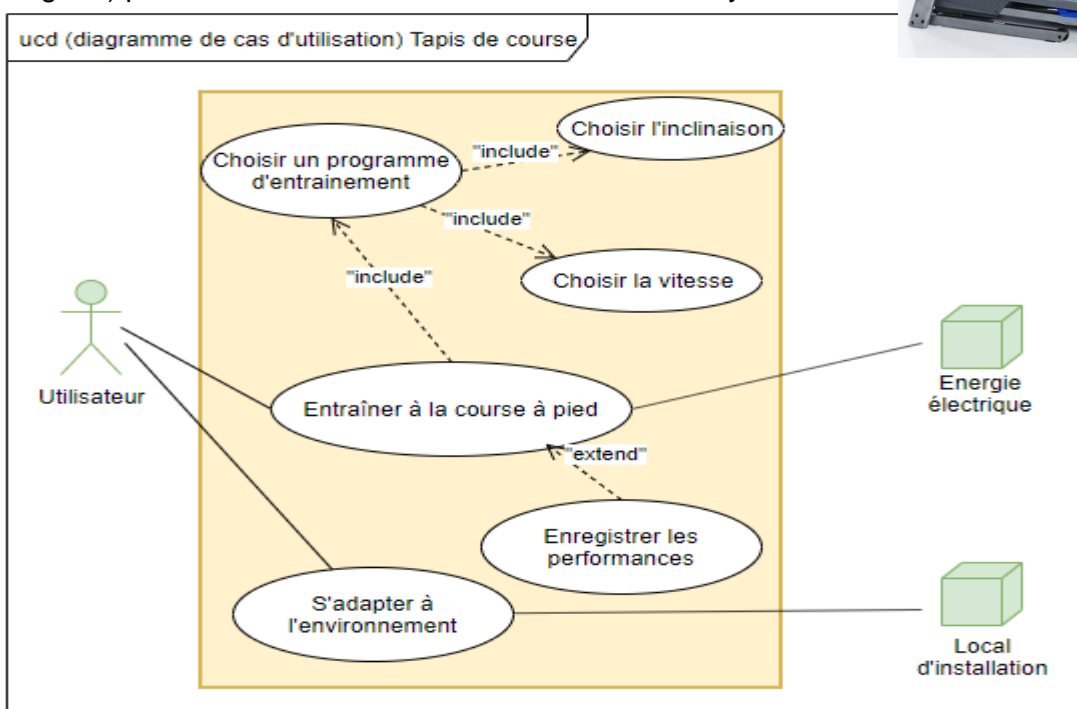 ucd (diagramme de cas d'utilisation) Tapis de course
Choisir l'inclinaison
Choisir un programme
d'entrainement
"include"
"include"
"include"
Choisir la vitesse
Utilisateur
Entraîner à la course à pied
Energie
électrique
"extend"
Enregistrer les
performances
S'adapter à
l'environnement
Local
d'installation